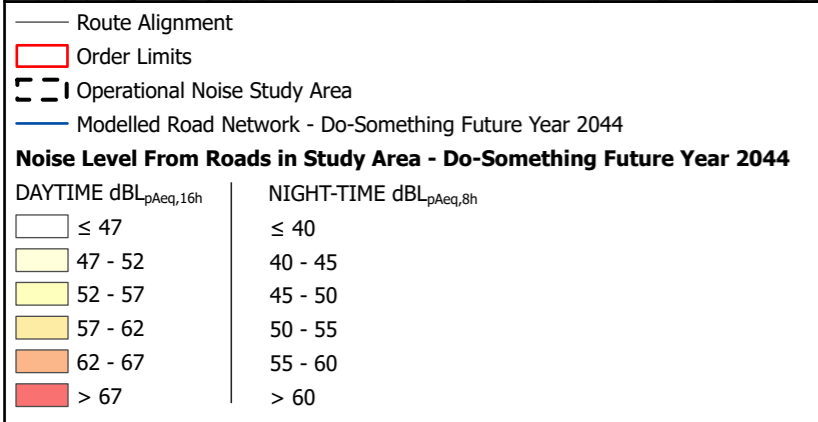 Route Alignment
Order Limits
Operational Noise Study Area
Modelled Road Network - Do-Something Future Year 2044
Noise Level From Roads in Study Area - Do-Something Future Year 2044
DAYTIME dBLpAeq,16h NIGHT-TIME dBLpAeq,8h
≤ 47 ≤ 40
47 - 52 40 - 45
52 - 57 45 - 50
57 - 62 50 - 55
62 - 67 55 - 60
> 67 > 60